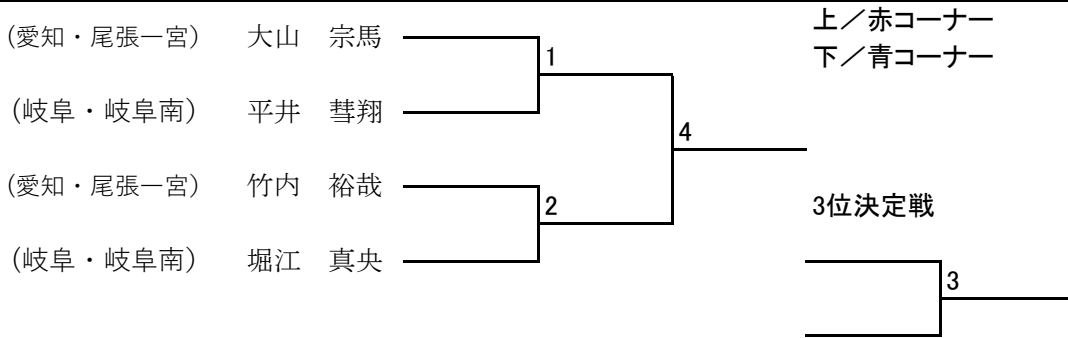 (愛知・尾張一宮) 大山　宗馬
上／赤コーナー
下／青コーナー
1
(岐阜・岐阜南) 平井　彗翔
4
(愛知・尾張一宮) 竹内　裕哉
2
3位決定戦
(岐阜・岐阜南) 堀江　真央
3